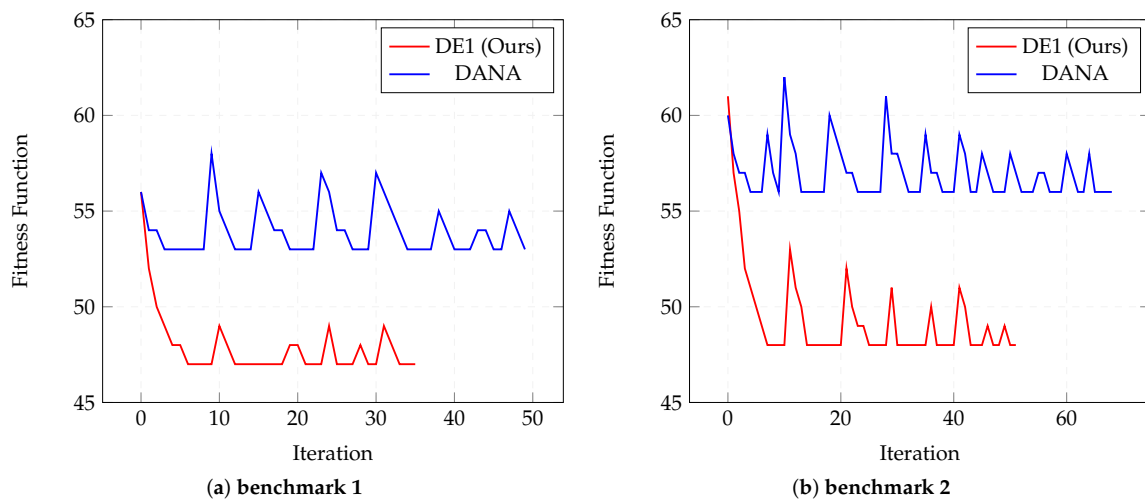 65
60
55
50
45
Fitness Function
0
10
20
30
40
50
Iteration
DE1 (Ours)
DANA
(a) benchmark 1
65
60
55
50
45
Fitness Function
0
20
40
60
Iteration
DE1 (Ours)
DANA
(b) benchmark 2